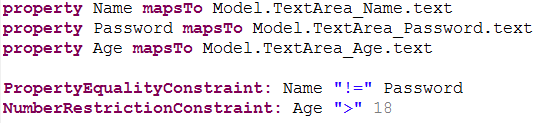 property Name mapsTo Model.TextArea_Name.text
property Password mapsTo Model.TextArea_Password.text
property Age mapsTo Model.TextArea_Age.text
PropertyEqualityConstraint: Name "!=" Password
NumberRestrictionConstraint: Age ">" 18